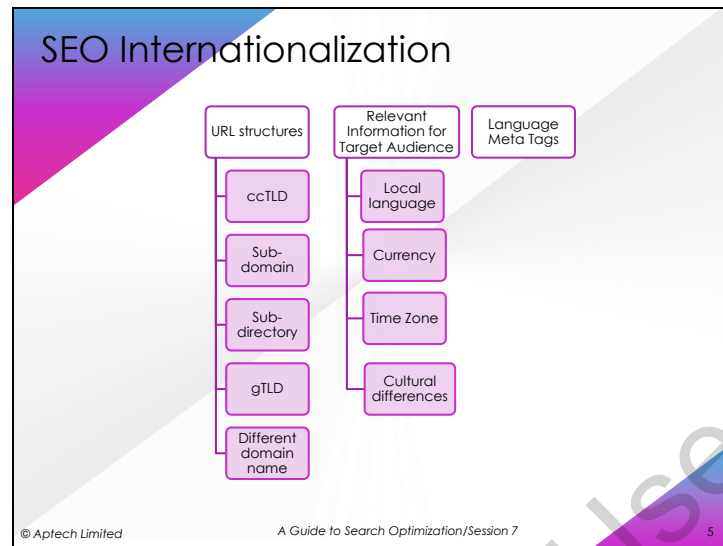 SEO Internationalization
URL structures
ccTLD
Sub-
domain
Sub-
directory
gTLD
Different
domain
name
Relevant
Information for
Target Audience
Local
language
Currency
Time Zone
Cultural
differences
Language
Meta Tags
© Aptech Limited
A Guide to Search Optimization/Session 7
5
Use